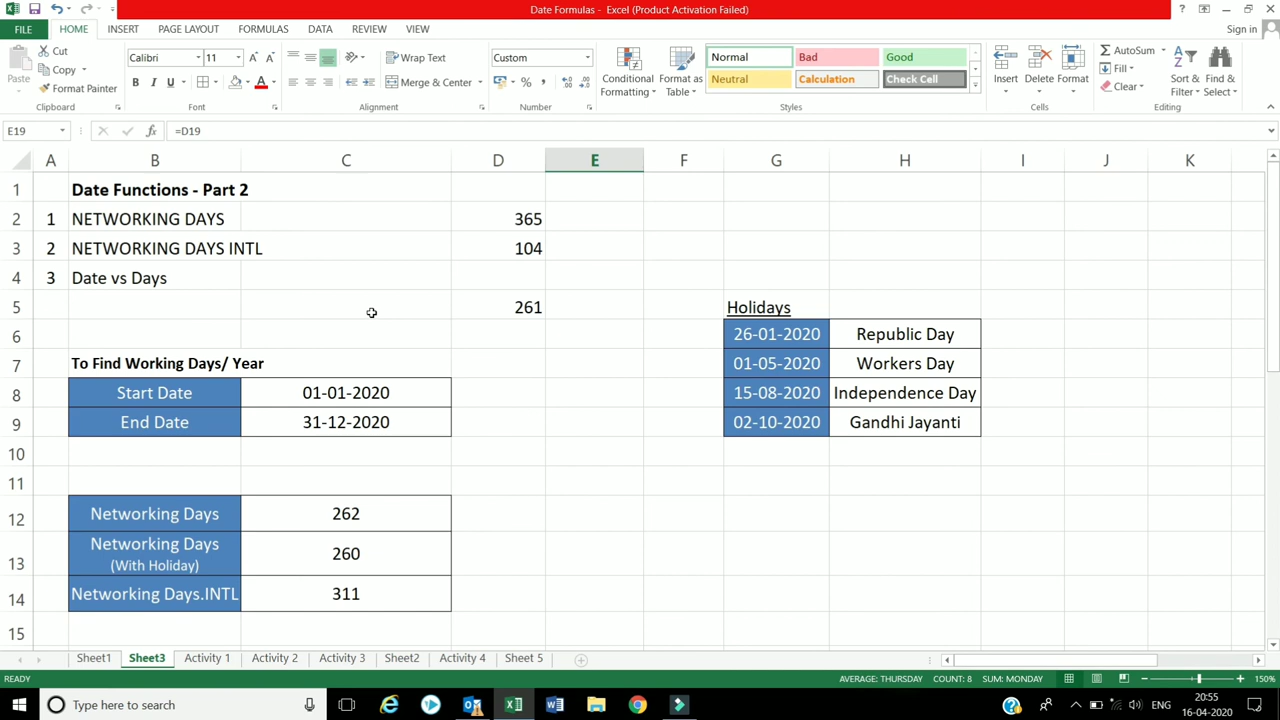 Date Formulas - Excel (Product Activation Failed)
FILE HOME INSERT PAGE LAYOUT FORMULAS DATA REVIEW VIEW Sign in
Paste Cut Copy Format Painter Clipboard
Calibri 11 B I U A Font
Wrap Text Merge & Center Alignment
Custom % Number
Conditional Formatting Format as Table
Normal Bad Good
Neutral Calculation Check Cell
Styles
Insert Delete Format Cells
AutoSum Fill Clear Sort & Filter Find & Select Editing
E19 fx =D19
A B C D E F G H I J K
1 Date Functions - Part 2
2 1 NETWORKING DAYS 365
3 2 NETWORKING DAYS INTL 104
4 3 Date vs Days
5 261 Holidays
6 26-01-2020 Republic Day
7 To Find Working Days/ Year 01-05-2020 Workers Day
8 Start Date 01-01-2020 15-08-2020 Independence Day
9 End Date 31-12-2020 02-10-2020 Gandhi Jayanti
10
11
12 Networking Days 262
13 Networking Days (With Holiday) 260
14 Networking Days.INTL 311
15
Sheet1 Sheet3 Activity 1 Activity 2 Activity 3 Sheet2 Activity 4 Sheet 5
READY AVERAGE: THURSDAY COUNT: 8 SUM: MONDAY 150%
Type here to search ENG 20:55
16-04-2020